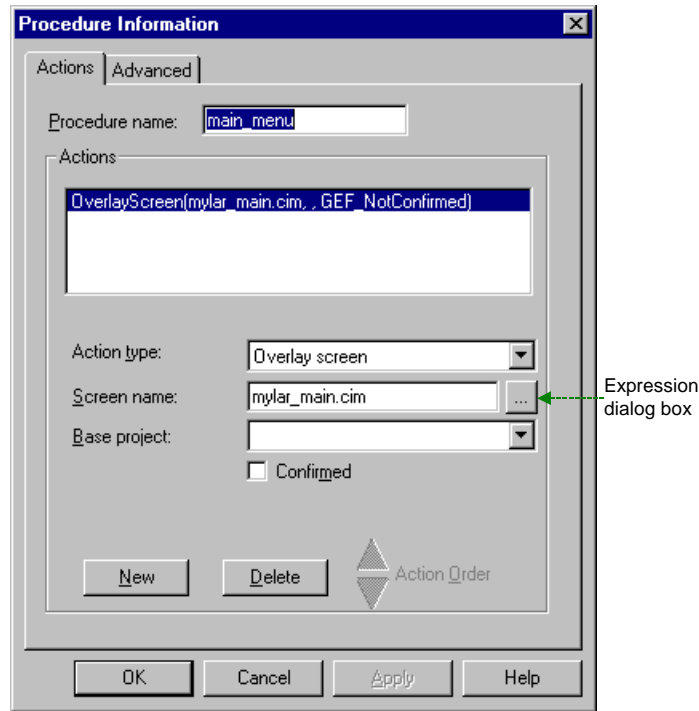 Procedure Information
Actions Advanced
Procedure name: main_menu
Actions
OverlayScreen(mylar_main.cim, , GEF_NotConfirmed)
Action type: Overlay screen
Screen name: mylar_main.cim ...
Expression
dialog box
Base project:
Confirmed
New Delete Action Order
OK Cancel Apply Help